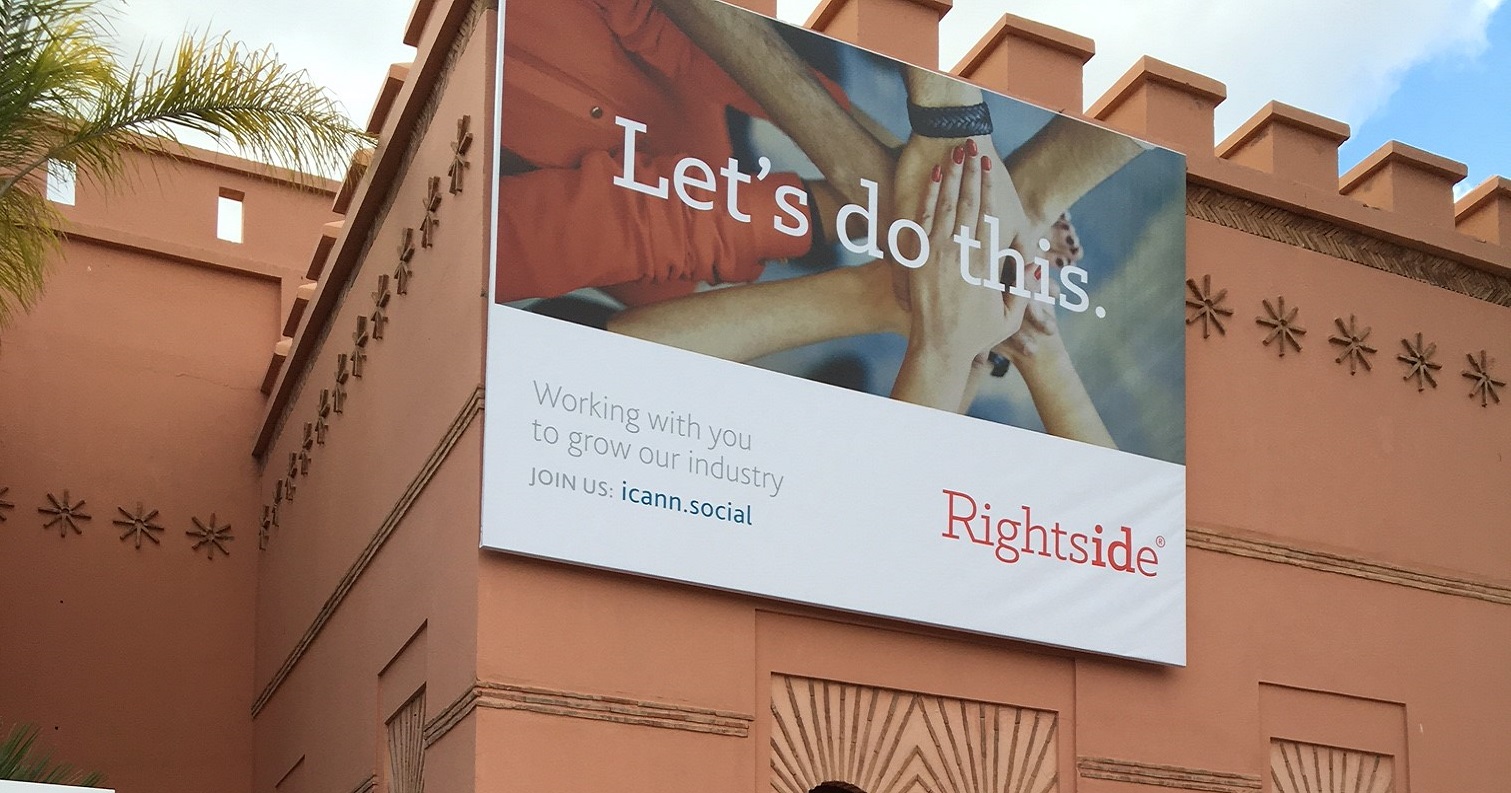 Let's do this.
Working with you
to grow our industry
JOIN US: icann.social
Rightside®